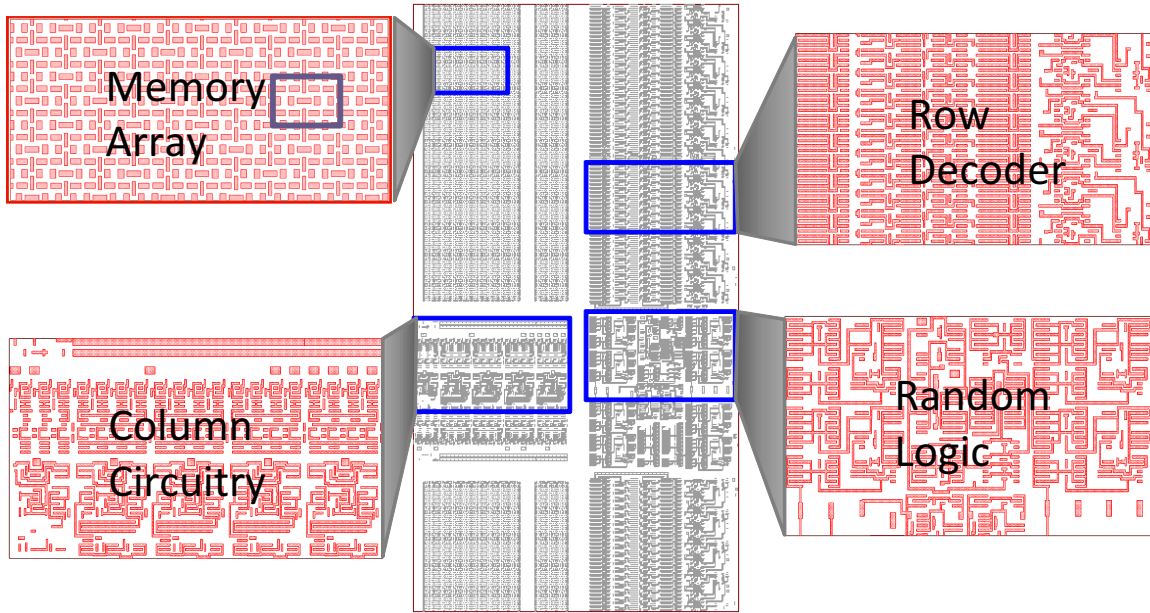 Memory
Array
Row
Decoder
Column
Circuitry
Random
Logic